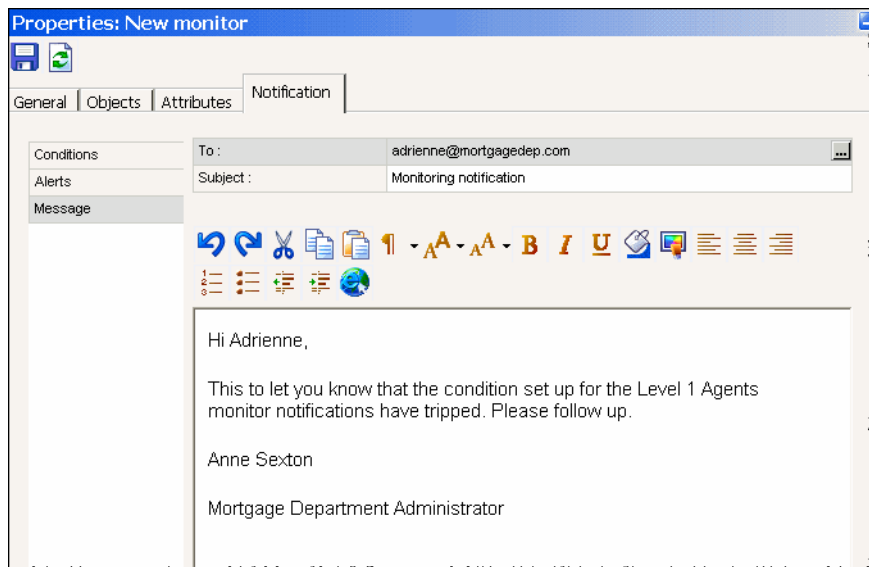 Properties: New monitor
General Objects Attributes Notification
Conditions
Alerts
Message
To : adrienne@mortgagedep.com ...
Subject : Monitoring notification
Hi Adrienne,
This to let you know that the condition set up for the Level 1 Agents
monitor notifications have tripped. Please follow up.
Anne Sexton
Mortgage Department Administrator